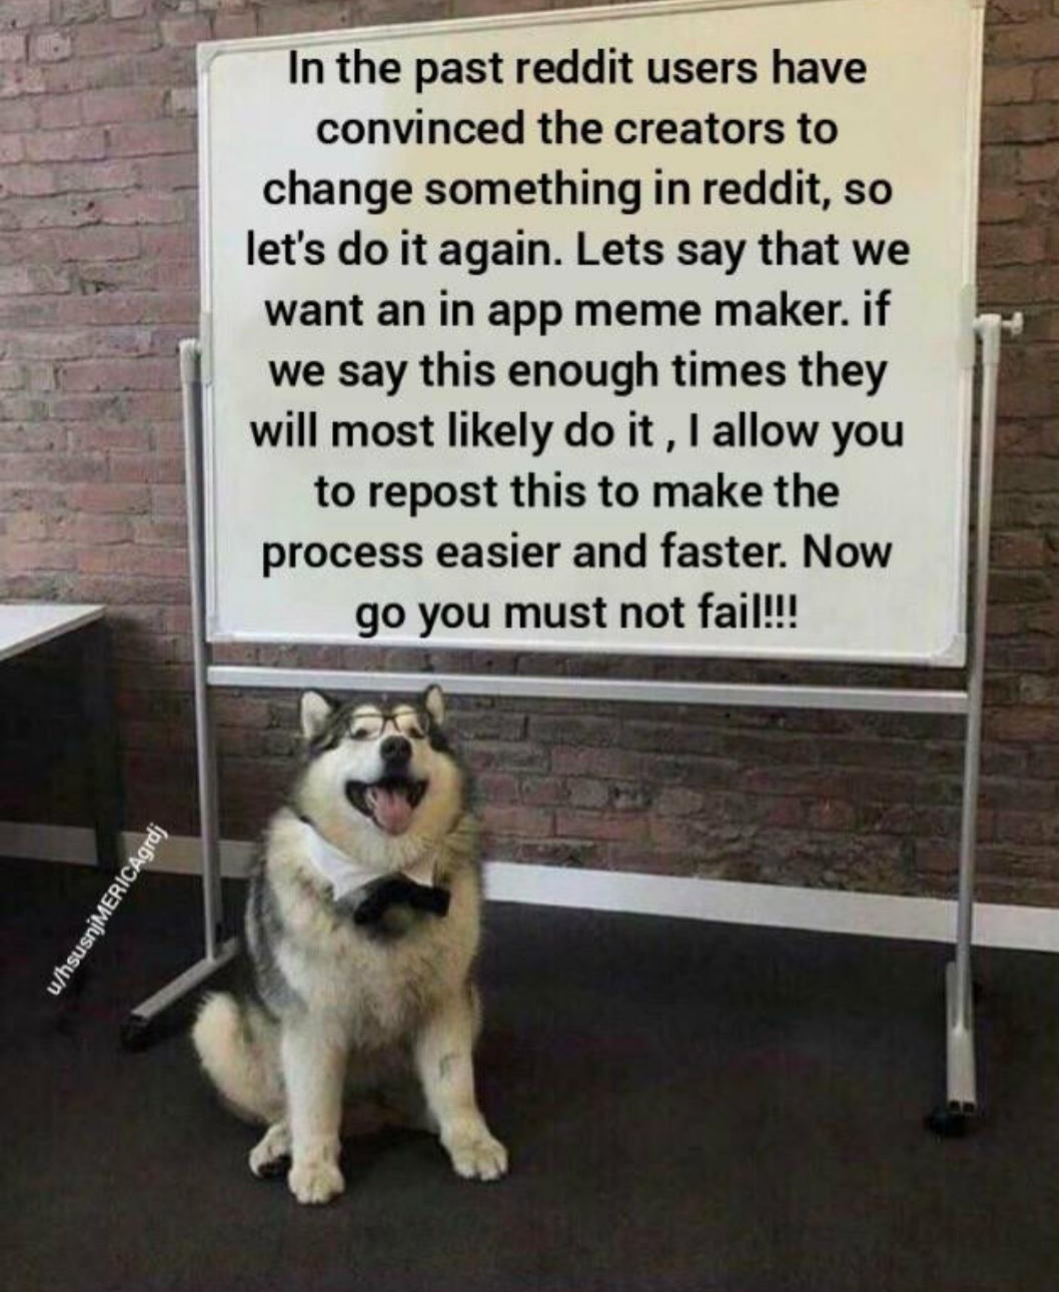 In the past reddit users have
convinced the creators to
change something in reddit, so
let's do it again. Lets say that we
want an in app meme maker. if
we say this enough times they
will most likely do it , I allow you
to repost this to make the
process easier and faster. Now
go you must not fail!!!
u/hsusnjMERICAgrdj